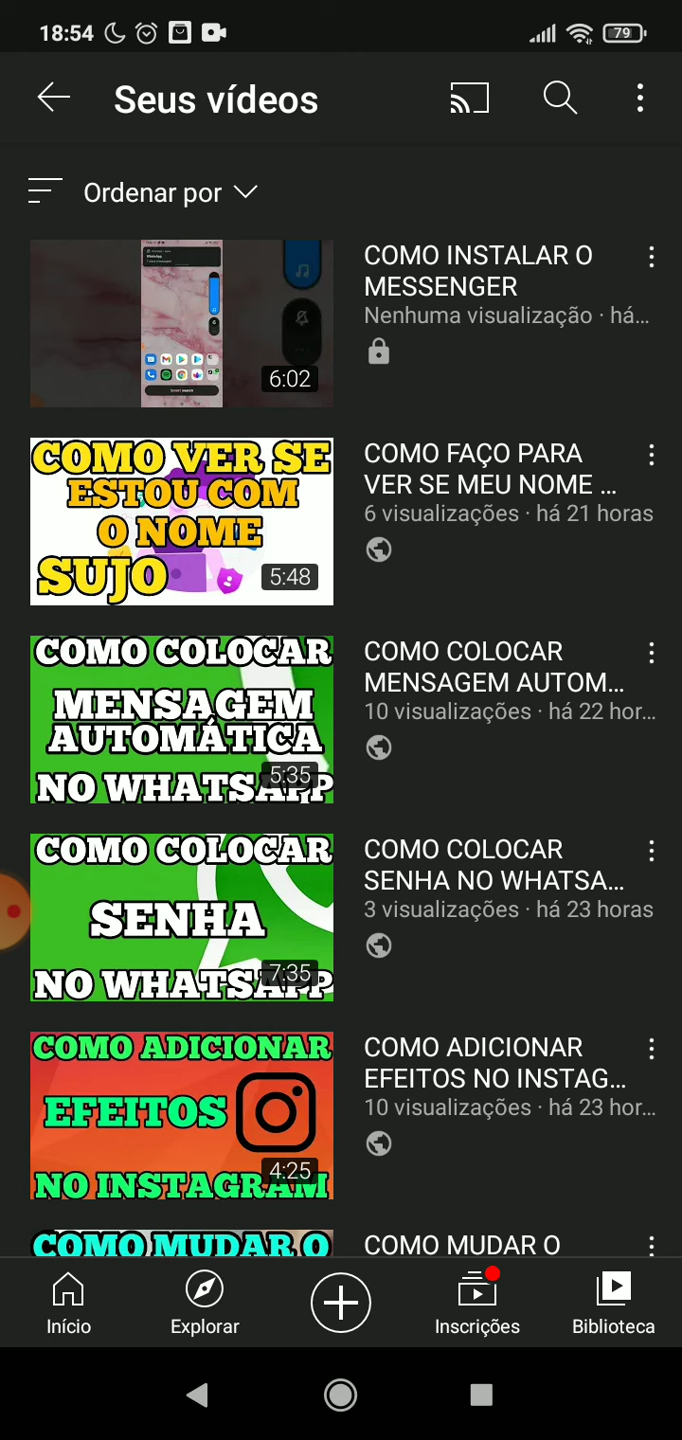 18:54
79
Seus vídeos
Ordenar por
6:02
COMO INSTALAR O
MESSENGER
Nenhuma visualização · há...
COMO VER SE
ESTOU COM
O NOME
SUJO
5:48
COMO FAÇO PARA
VER SE MEU NOME ...
6 visualizações · há 21 horas
COMO COLOCAR
MENSAGEM
AUTOMÁTICA
NO WHATSAPP
5:35
COMO COLOCAR
MENSAGEM AUTOM...
10 visualizações · há 22 hor...
COMO COLOCAR
SENHA
NO WHATSAPP
7:35
COMO COLOCAR
SENHA NO WHATSA...
3 visualizações · há 23 horas
COMO ADICIONAR
EFEITOS
NO INSTAGRAM
4:25
COMO ADICIONAR
EFEITOS NO INSTAG...
10 visualizações · há 23 hor...
COMO MUDAR O
COMO MUDAR O
Início
Explorar
Inscrições
Biblioteca